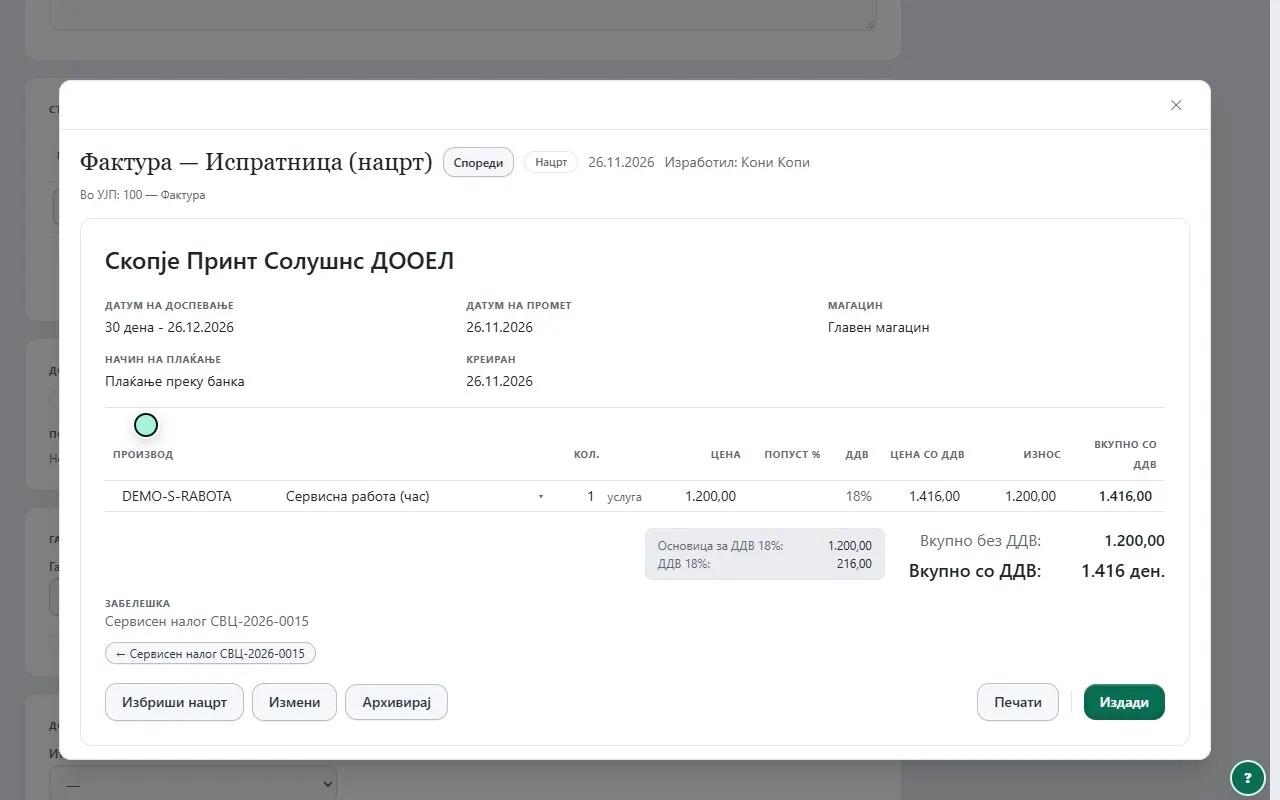 Фактура — Испратница (нацрт) Спореди Нацрт 26.11.2026 Изработил: Кони Копи
Во УЈП: 100 — Фактура
Скопје Принт Солушнс ДООЕЛ
ДАТУМ НА ДОСПЕВАЊЕ ДАТУМ НА ПРОМЕТ МАГАЦИН
30 дена - 26.12.2026 26.11.2026 Главен магацин
НАЧИН НА ПЛАЌАЊЕ КРЕИРАН
Плаќање преку банка 26.11.2026
ПРОИЗВОД КОЛ. ЦЕНА ПОПУСТ % ДДВ ЦЕНА СО ДДВ ИЗНОС ВКУПНО СО ДДВ
DEMO-S-RABOTA Сервисна работа (час) 1 услуга 1.200,00 18% 1.416,00 1.200,00 1.416,00
Основица за ДДВ 18%: 1.200,00 Вкупно без ДДВ: 1.200,00
ДДВ 18%: 216,00 Вкупно со ДДВ: 1.416 ден.
ЗАБЕЛЕШКА
Сервисен налог СВЦ-2026-0015
← Сервисен налог СВЦ-2026-0015
Избриши нацрт Измени Архивирај Печати Издади
?